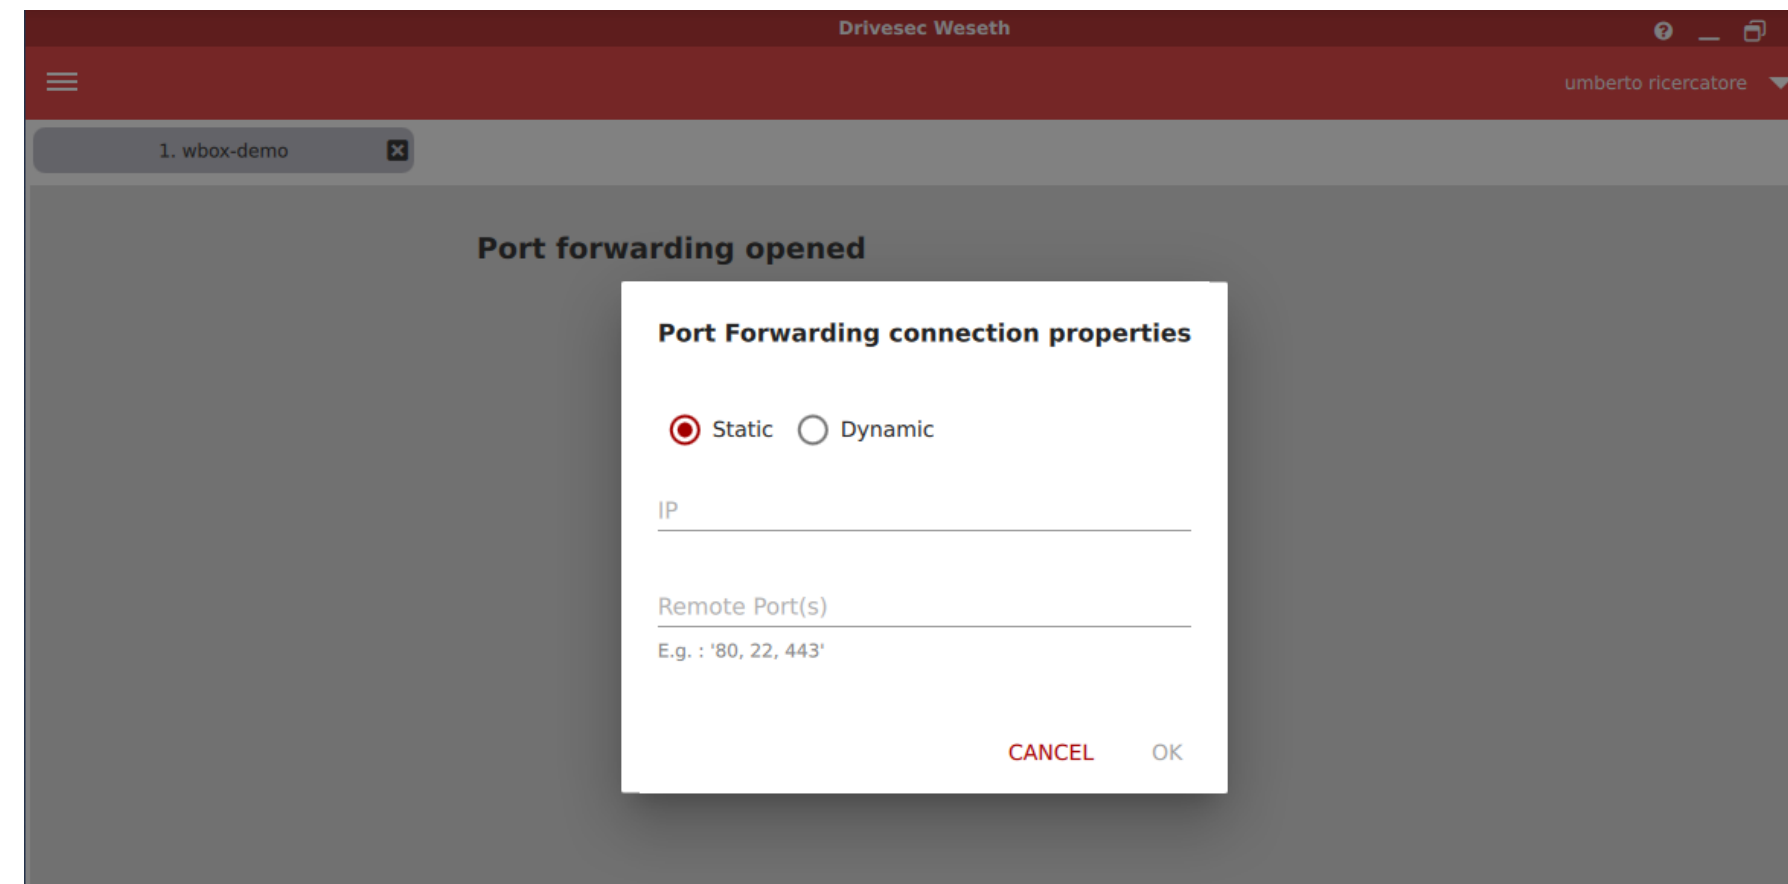 Drivesec Weseth
umberto ricercatore
1. wbox-demo
Port forwarding opened
Port Forwarding connection properties
Static Dynamic
IP
Remote Port(s)
E.g. : '80, 22, 443'
CANCEL OK